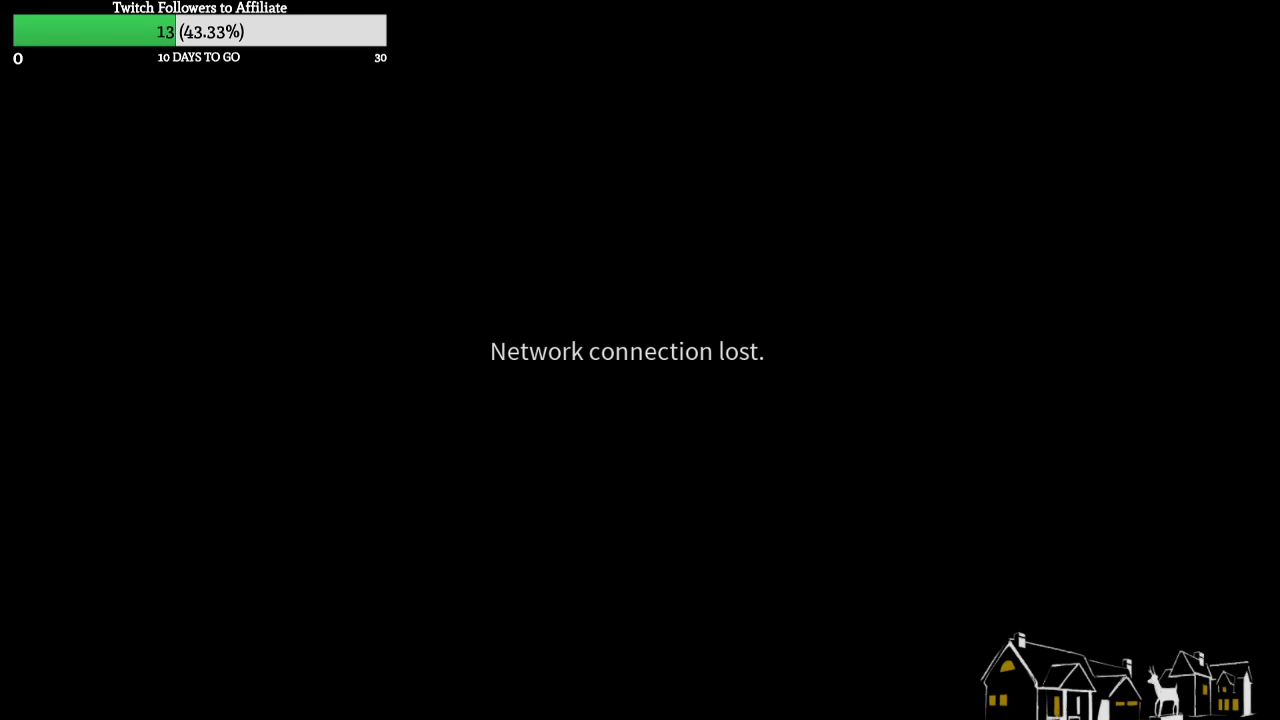 Twitch Followers to Affiliate
13 (43.33%)
0 10 DAYS TO GO 30
Network connection lost.